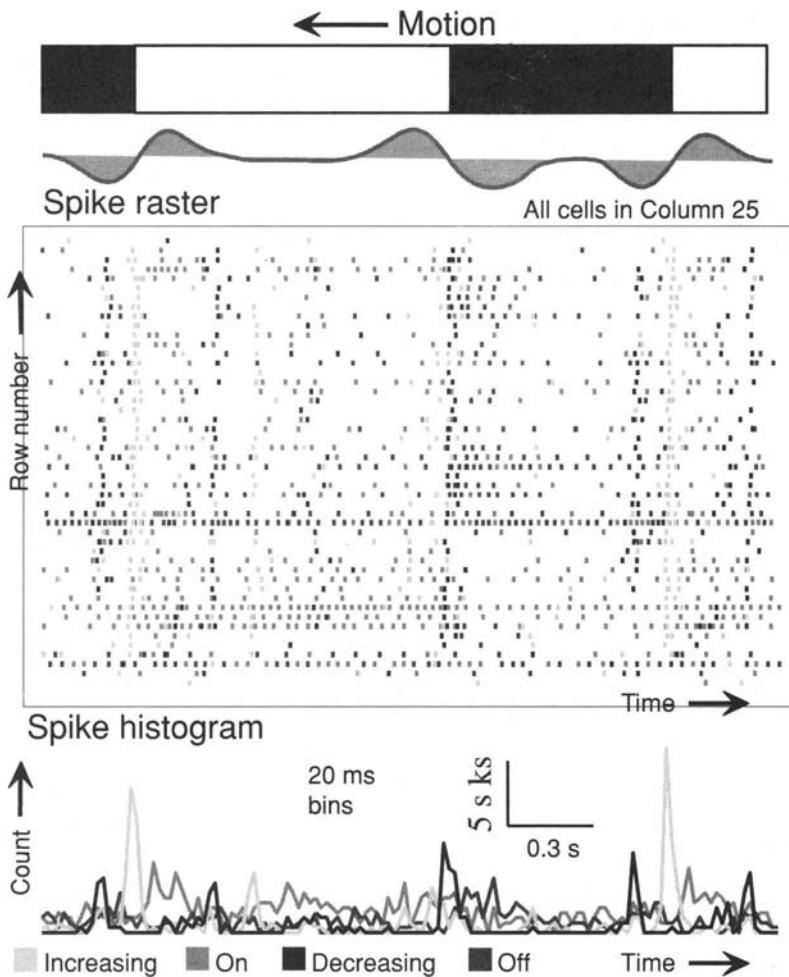 Motion
Spike raster
All cells in Column 25
Row number
Time
Spike histogram
Count
20 ms
bins
5 s ks
0.3 s
Increasing On Decreasing Off Time